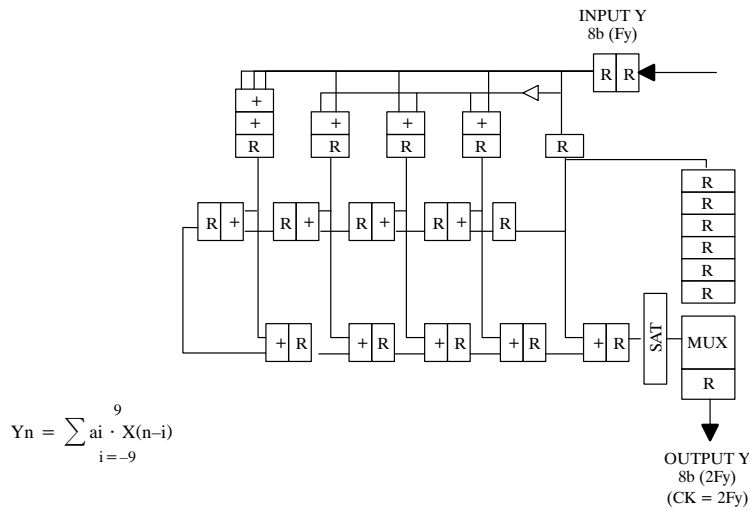 INPUT Y
8b (Fy)
R R
+
+ + + +
R R R R R
R
R
R + R + R + R + R
R
R
R
R
+ R + R + R + R + R
SAT
MUX
R
Yn = ∑ ai · X(n–i)
9
i = –9
OUTPUT Y
8b (2Fy)
(CK = 2Fy)